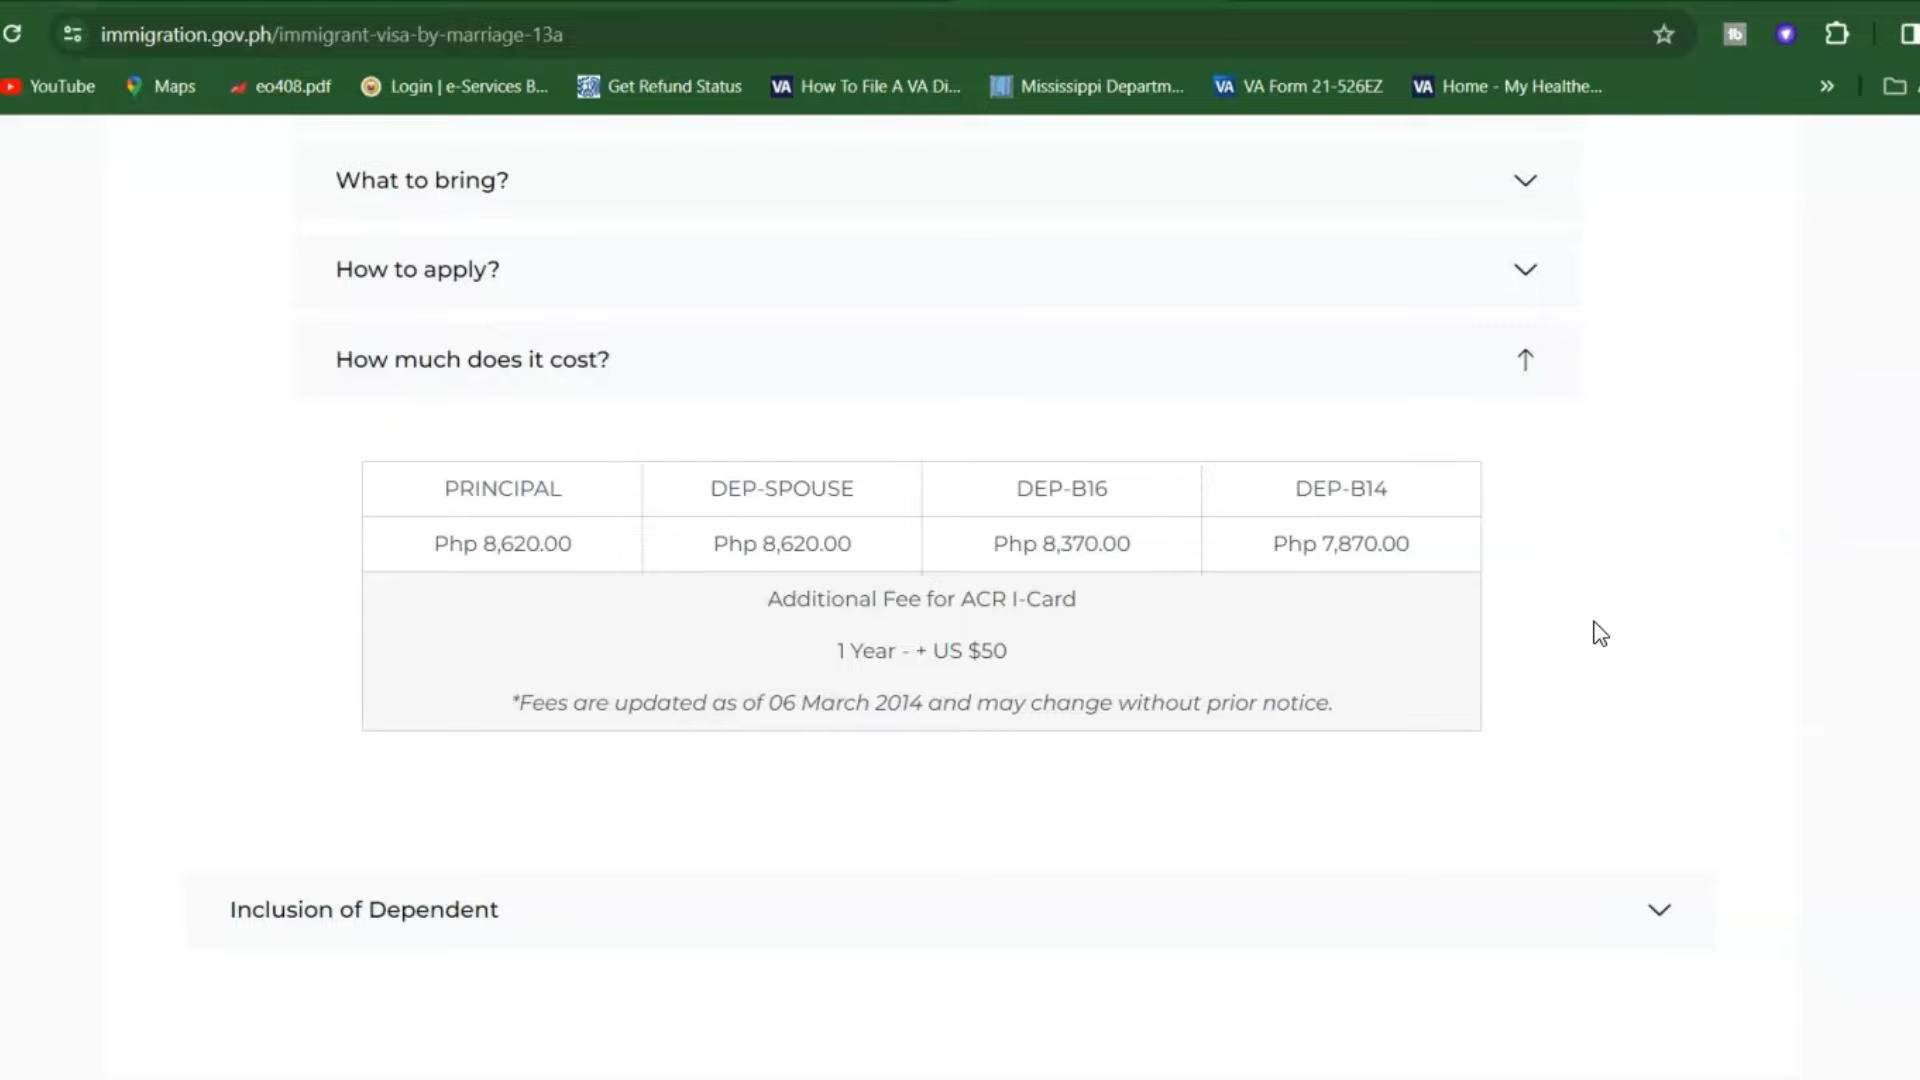 immigration.gov.ph/immigrant-visa-by-marriage-13a
YouTube Maps eo408.pdf Login | e-Services B... Get Refund Status VA How To File A VA Di... Mississippi Departm... VA VA Form 21-526EZ VA Home - My Healthe... »
What to bring?
How to apply?
How much does it cost?
PRINCIPAL DEP-SPOUSE DEP-B16 DEP-B14
Php 8,620.00 Php 8,620.00 Php 8,370.00 Php 7,870.00
Additional Fee for ACR I-Card
1 Year - + US $50
*Fees are updated as of 06 March 2014 and may change without prior notice.
Inclusion of Dependent